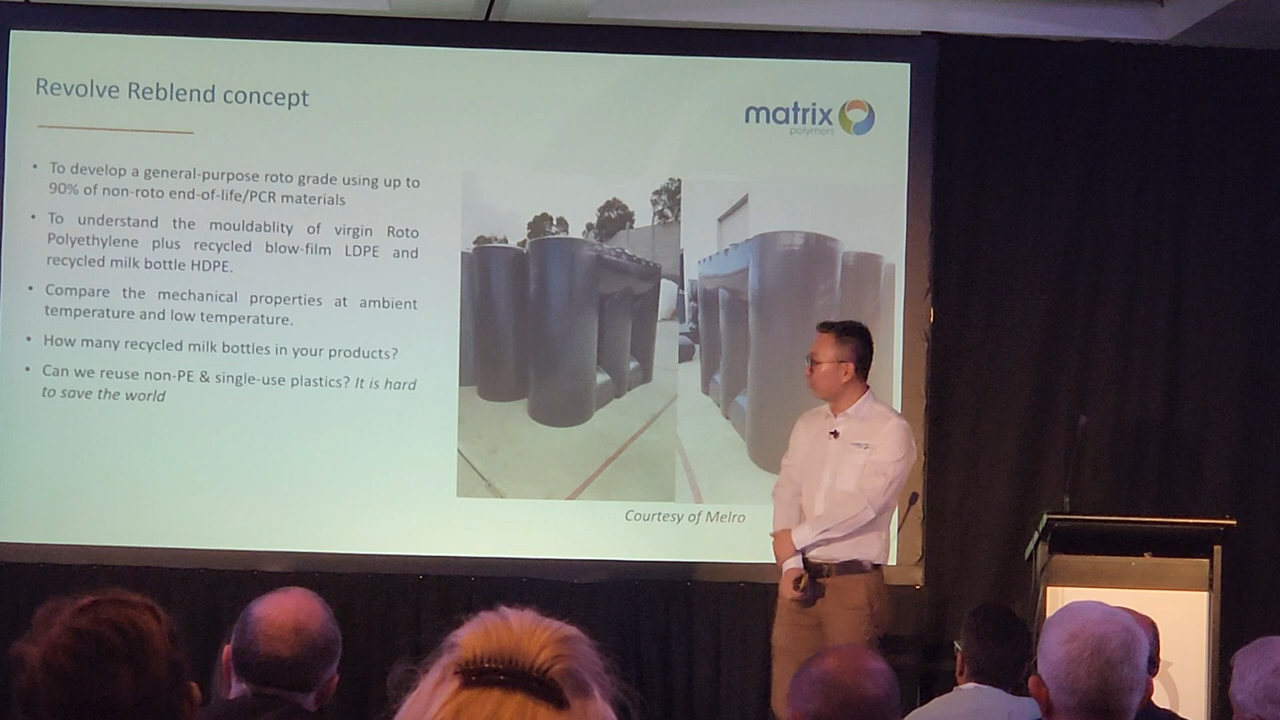 Revolve Reblend concept
matrix
polymers
• To develop a general-purpose roto grade using up to
90% of non-roto end-of-life/PCR materials
• To understand the mouldablity of virgin Roto
Polyethylene plus recycled blow-film LDPE and
recycled milk bottle HDPE.
• Compare the mechanical properties at ambient
temperature and low temperature.
• How many recycled milk bottles in your products?
• Can we reuse non-PE & single-use plastics? It is hard
to save the world
Courtesy of Melro